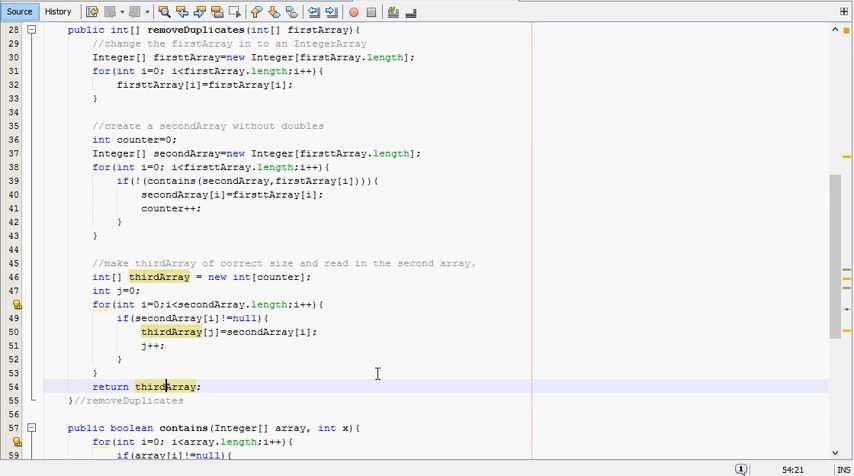 Source History
28 public int[] removeDuplicates(int[] firstArray){
29 //change the firstArray in to an IntegerArray
30 Integer[] firsttArray=new Integer[firstArray.length];
31 for(int i=0; i<firstArray.length;i++){
32 firsttArray[i]=firstArray[i];
33 }
34
35 //create a secondArray without doubles
36 int counter=0;
37 Integer[] secondArray=new Integer[firsttArray.length];
38 for(int i=0; i<firsttArray.length;i++){
39 if(!(contains(secondArray,firstArray[i]))){
40 secondArray[i]=firsttArray[i];
41 counter++;
42 }
43 }
44
45 //make thirdArray of correct size and read in the second array.
46 int[] thirdArray = new int[counter];
47 int j=0;
for(int i=0;i<secondArray.length;i++){
49 if(secondArray[i]!=null){
50 thirdArray[j]=secondArray[i];
51 j++;
52 }
53 }
54 return thirdArray;
55 }//removeDuplicates
56
57 public boolean contains(Integer[] array, int x){
for(int i=0; i<array.length;i++){
59 if(array[i]!=null){
54:21 INS